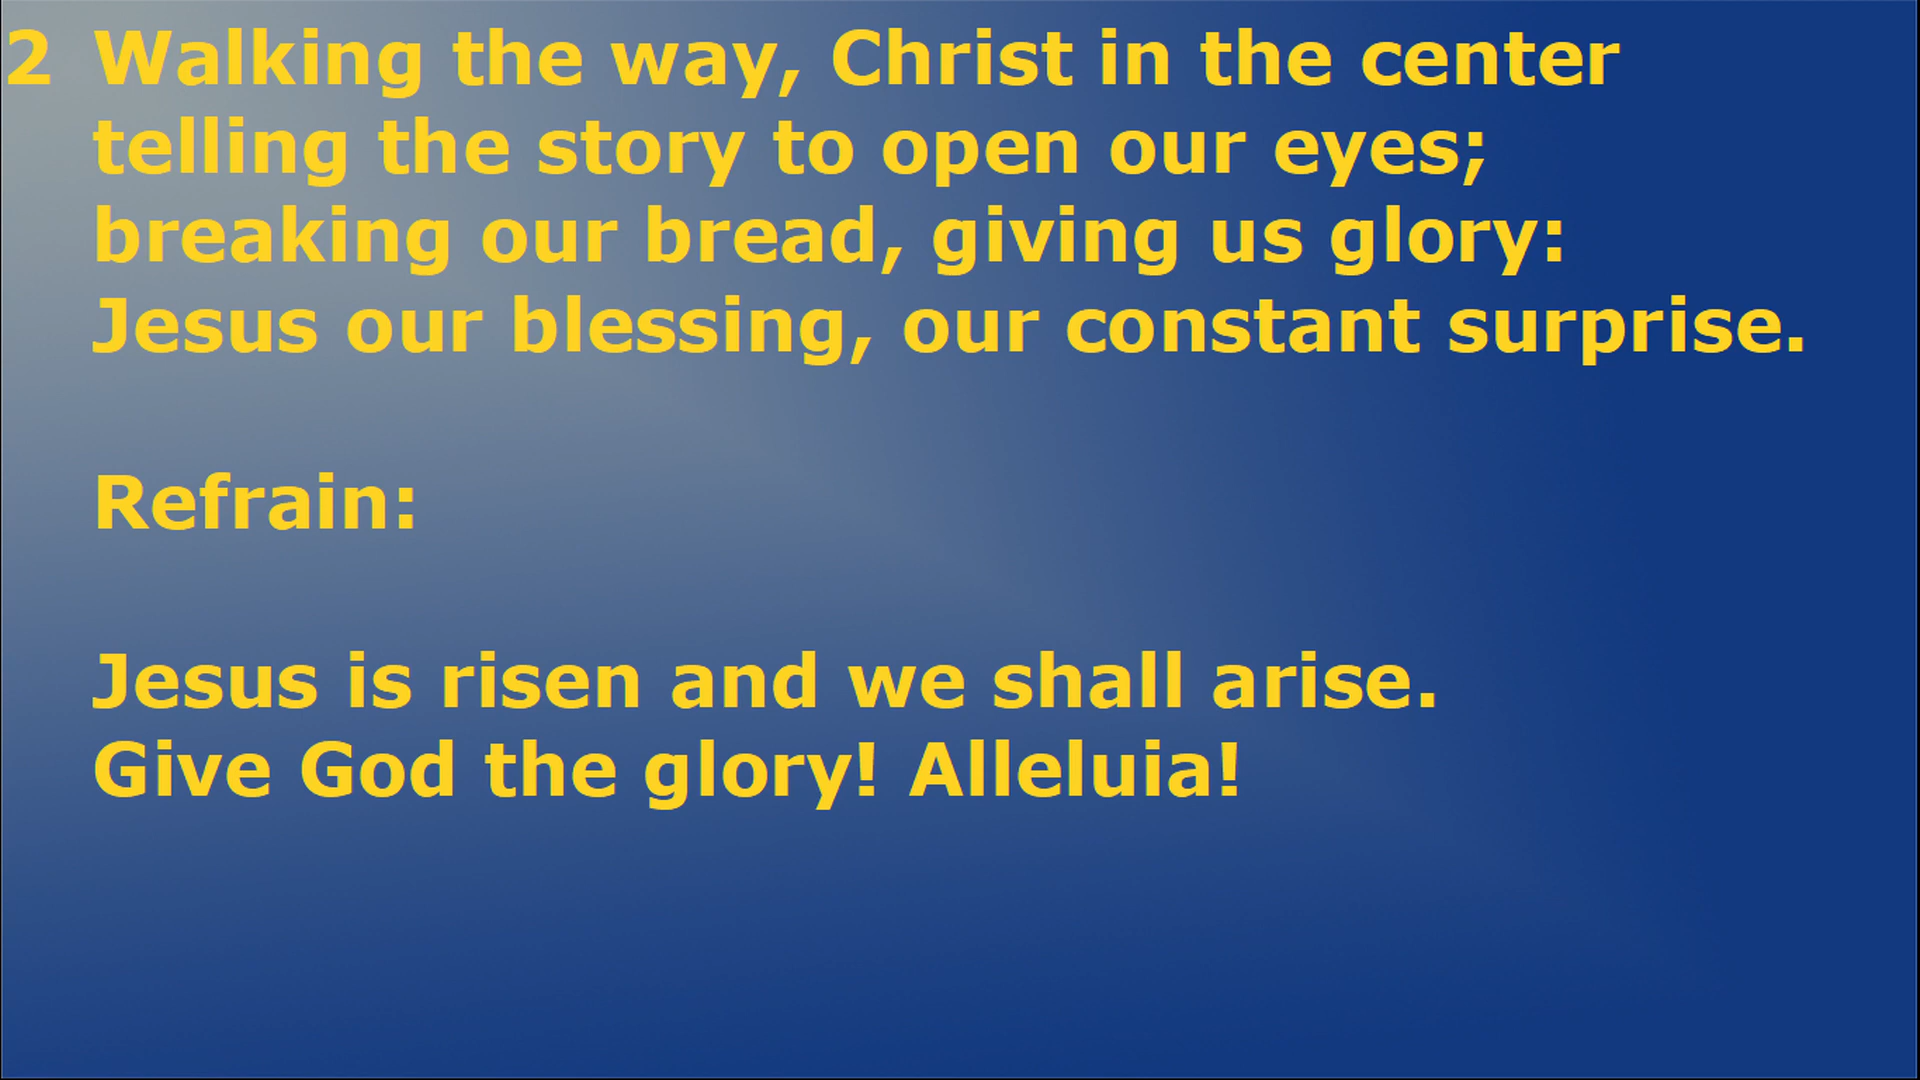 2 Walking the way, Christ in the center
telling the story to open our eyes;
breaking our bread, giving us glory:
Jesus our blessing, our constant surprise.
Refrain:
Jesus is risen and we shall arise.
Give God the glory! Alleluia!